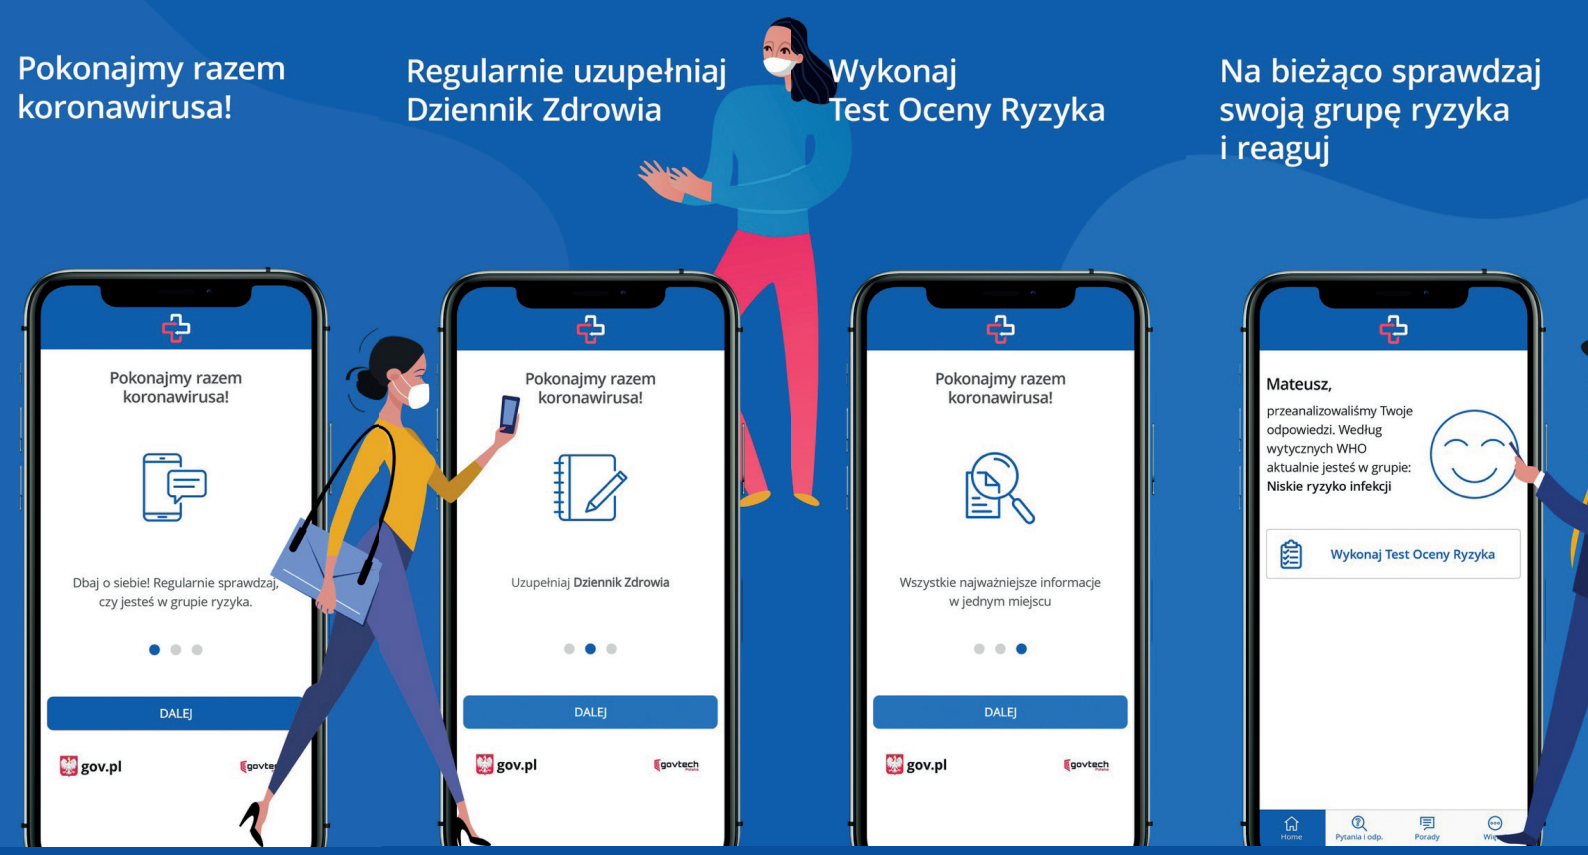 Pokonajmy razem
koronawirusa!
Pokonajmy razem
koronawirusa!
Dbaj o siebie! Regularnie sprawdzaj,
czy jesteś w grupie ryzyka.
DALEJ
gov.pl
Regularnie uzupełniaj
Dziennik Zdrowia
Pokonajmy razem
koronawirusa!
Uzupełniaj Dziennik Zdrowia
DALEJ
gov.pl govtech
Polska
Wykonaj
Test Oceny Ryzyka
Pokonajmy razem
koronawirusa!
Wszystkie najważniejsze informacje
w jednym miejscu
DALEJ
gov.pl govtech
Polska
Na bieżąco sprawdzaj
swoją grupę ryzyka
i reaguj
Mateusz,
przeanalizowaliśmy Twoje
odpowiedzi. Według
wytycznych WHO
aktualnie jesteś w grupie:
Niskie ryzyko infekcji
Wykonaj Test Oceny Ryzyka
Home Pytania i odp. Porady